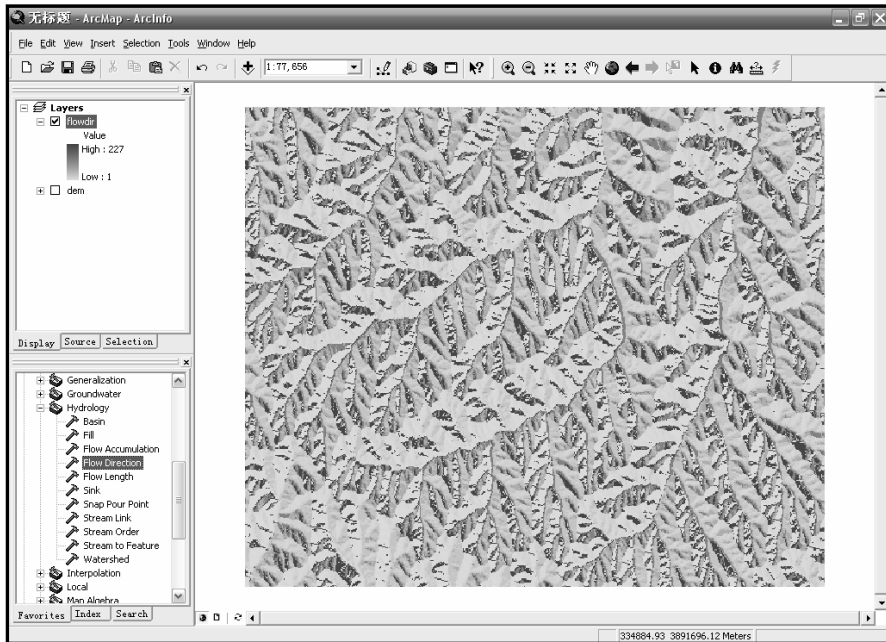 无标题 - ArcMap - ArcInfo
File Edit View Insert Selection Tools Window Help
1:77,656
Layers
flowdir
Value
High : 227
Low : 1
dem
Display Source Selection
Generalization
Groundwater
Hydrology
Basin
Fill
Flow Accumulation
Flow Direction
Flow Length
Sink
Snap Pour Point
Stream Link
Stream Order
Stream to Feature
Watershed
Interpolation
Local
Map Algebra
Favorites Index Search
334884.93 3891696.12 Meters